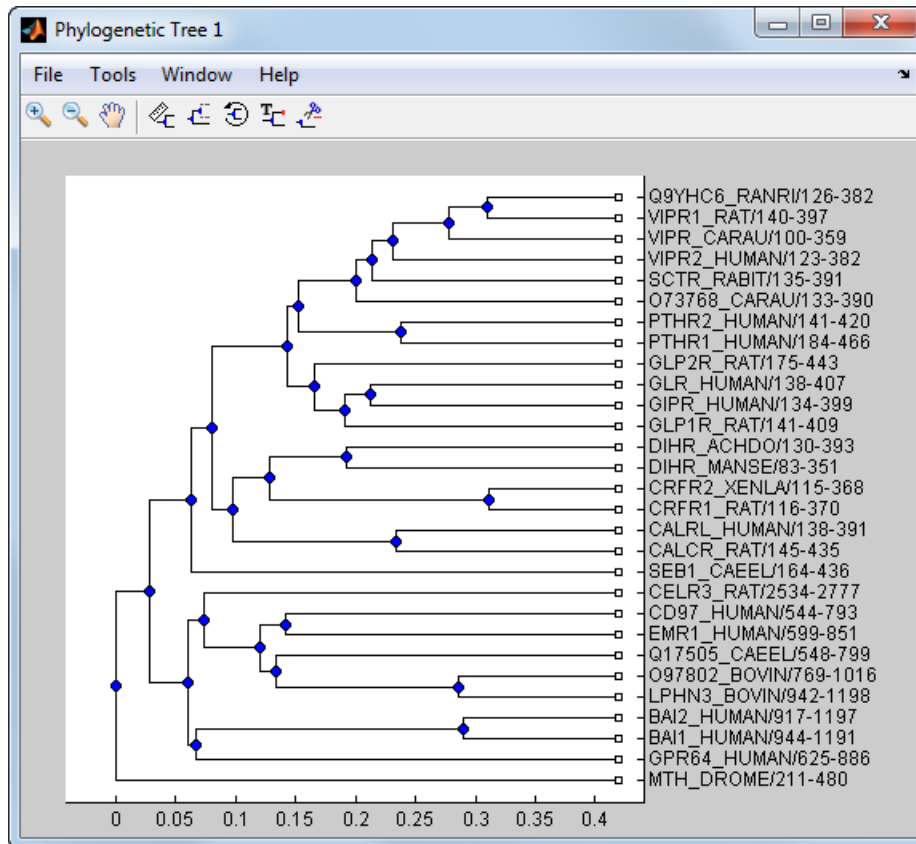 Phylogenetic Tree 1
File Tools Window Help
Q9YHC6_RANRI/126-382
VIPR1_RAT/140-397
VIPR_CARAU/100-359
VIPR2_HUMAN/123-382
SCTR_RABIT/135-391
O73768_CARAU/133-390
PTHR2_HUMAN/141-420
PTHR1_HUMAN/184-466
GLP2R_RAT/175-443
GLR_HUMAN/138-407
GIPR_HUMAN/134-399
GLP1R_RAT/141-409
DIHR_ACHDO/130-393
DIHR_MANSE/83-351
CRFR2_XENLA/115-368
CRFR1_RAT/116-370
CALRL_HUMAN/138-391
CALCR_RAT/145-435
SEB1_CAEEL/164-436
CELR3_RAT/2534-2777
CD97_HUMAN/544-793
EMR1_HUMAN/599-851
Q17505_CAEEL/548-799
O97802_BOVIN/769-1016
LPHN3_BOVIN/942-1198
BAI2_HUMAN/917-1197
BAI1_HUMAN/944-1191
GPR64_HUMAN/625-886
MTH_DROME/211-480
0 0.05 0.1 0.15 0.2 0.25 0.3 0.35 0.4